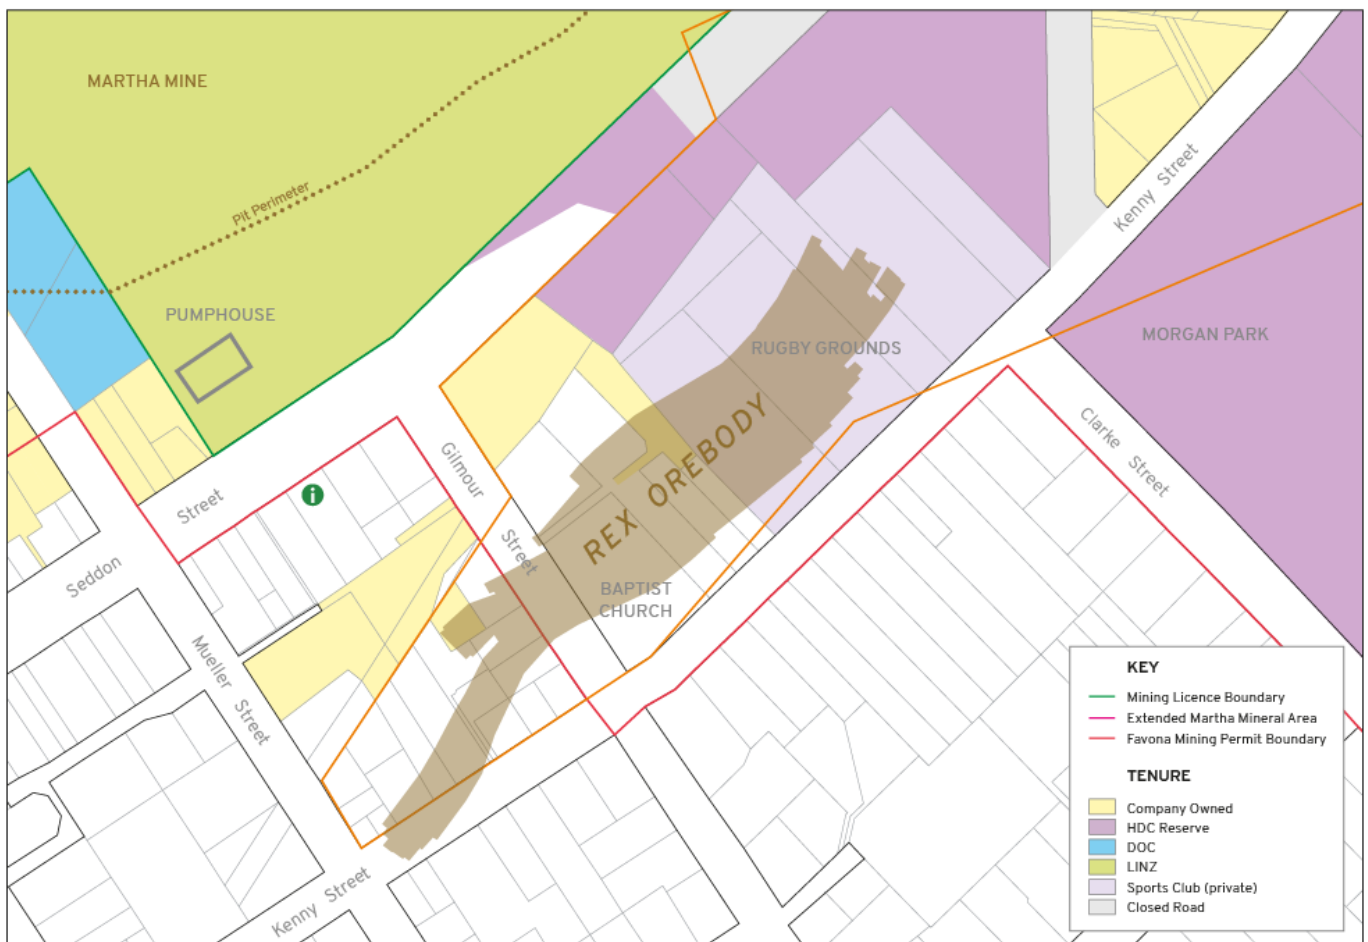 MARTHA MINE
Pit Perimeter
PUMPHOUSE
Kenny Street
MORGAN PARK
RUGBY GROUNDS
REX OREBODY
Clarke Street
Gilmour Street
i
Street
Seddon
BAPTIST
CHURCH
Mueller Street
Kenny Street
KEY
Mining Licence Boundary
Extended Martha Mineral Area
Favona Mining Permit Boundary
TENURE
Company Owned
HDC Reserve
DOC
LINZ
Sports Club (private)
Closed Road